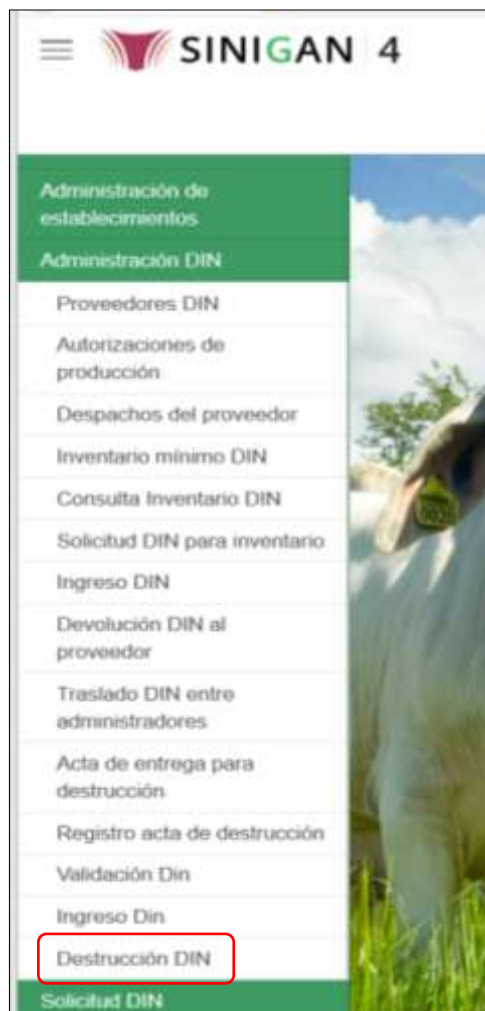 SINIGAN 4
Administración de
establecimientos
Administración DIN
Proveedores DIN
Autorizaciones de
producción
Despachos del proveedor
Inventario mínimo DIN
Consulta Inventario DIN
Solicitud DIN para inventario
Ingreso DIN
Devolución DIN al
proveedor
Traslado DIN entre
administradores
Acta de entrega para
destrucción
Registro acta de destrucción
Validación Din
Ingreso Din
Destrucción DIN
Solicitud DIN